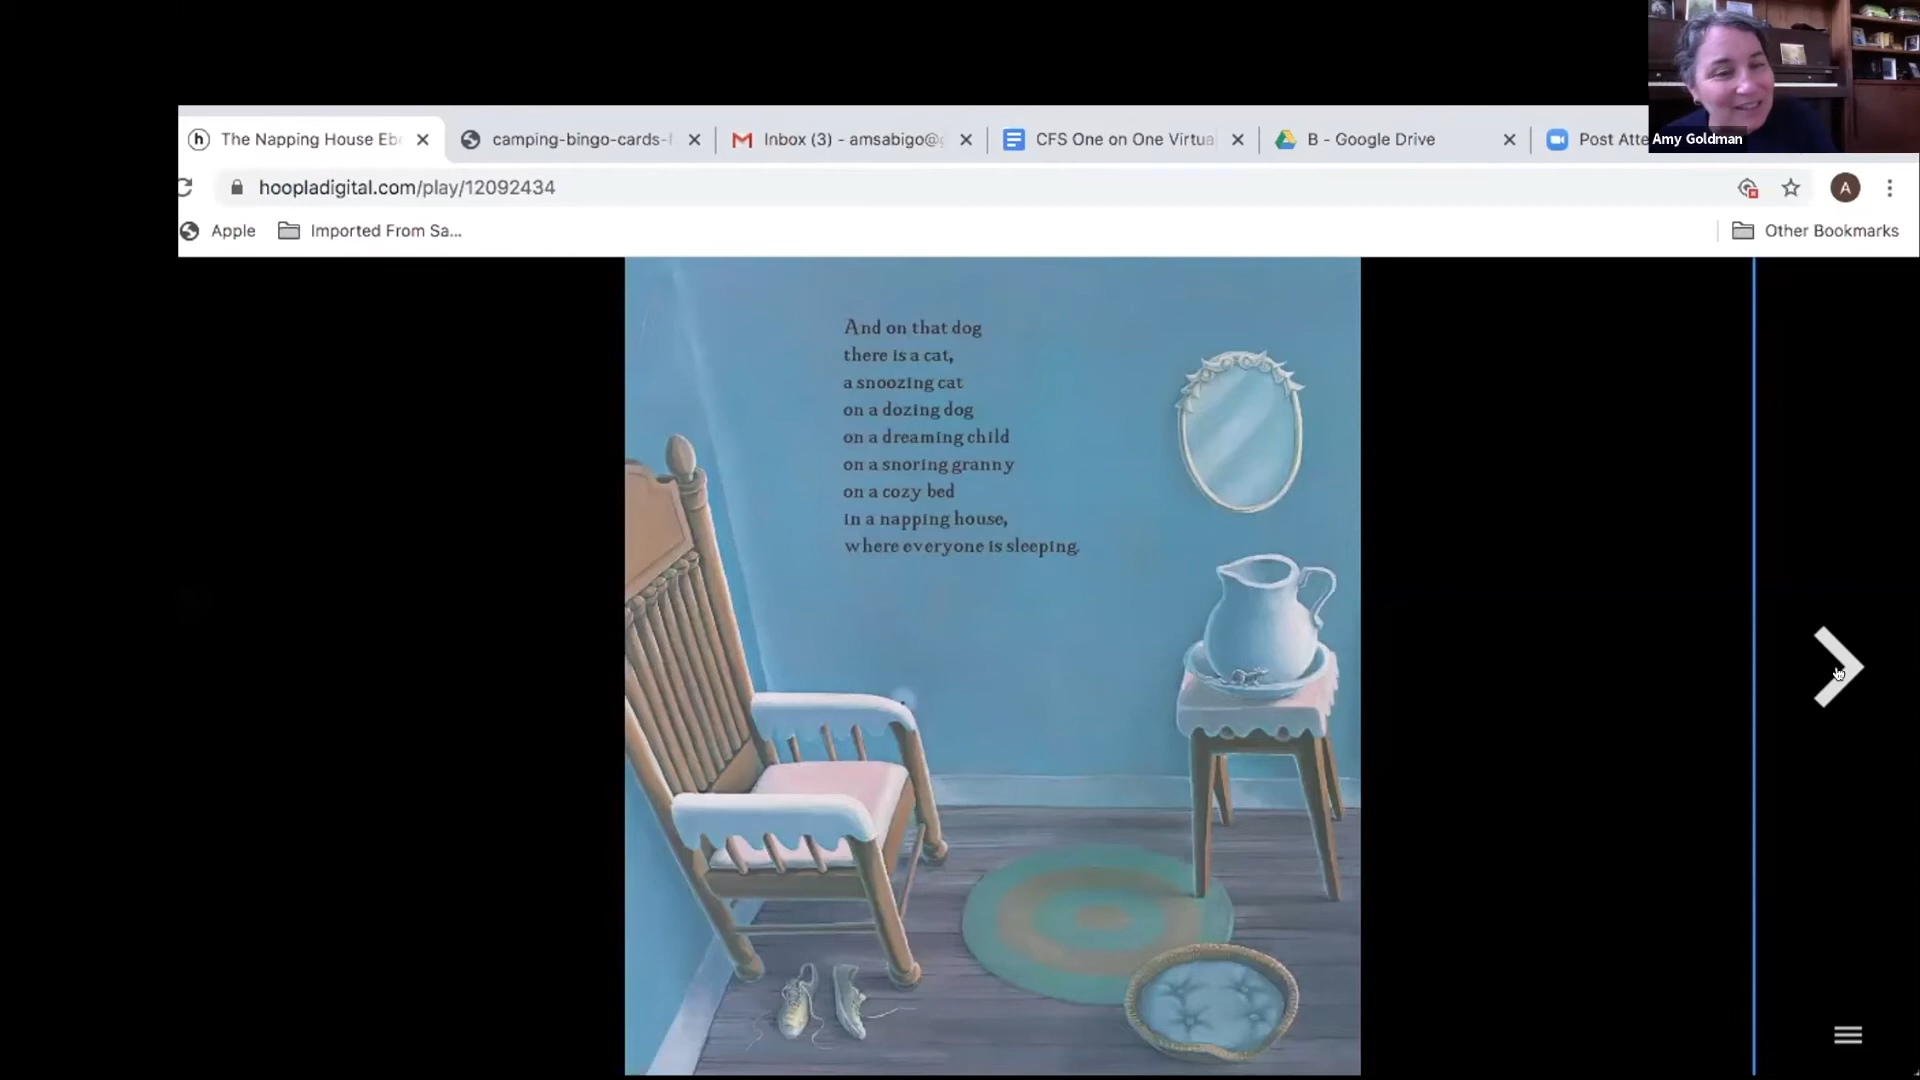 Amy Goldman
The Napping House Eb
camping-bingo-cards-f
Inbox (3) - amsabigo@
CFS One on One Virtua
B - Google Drive
Post Atte
hoopladigital.com/play/12092434
A
Apple
Imported From Sa...
Other Bookmarks
And on that dog
there is a cat,
a snoozing cat
on a dozing dog
on a dreaming child
on a snoring granny
on a cozy bed
in a napping house,
where everyone is sleeping.